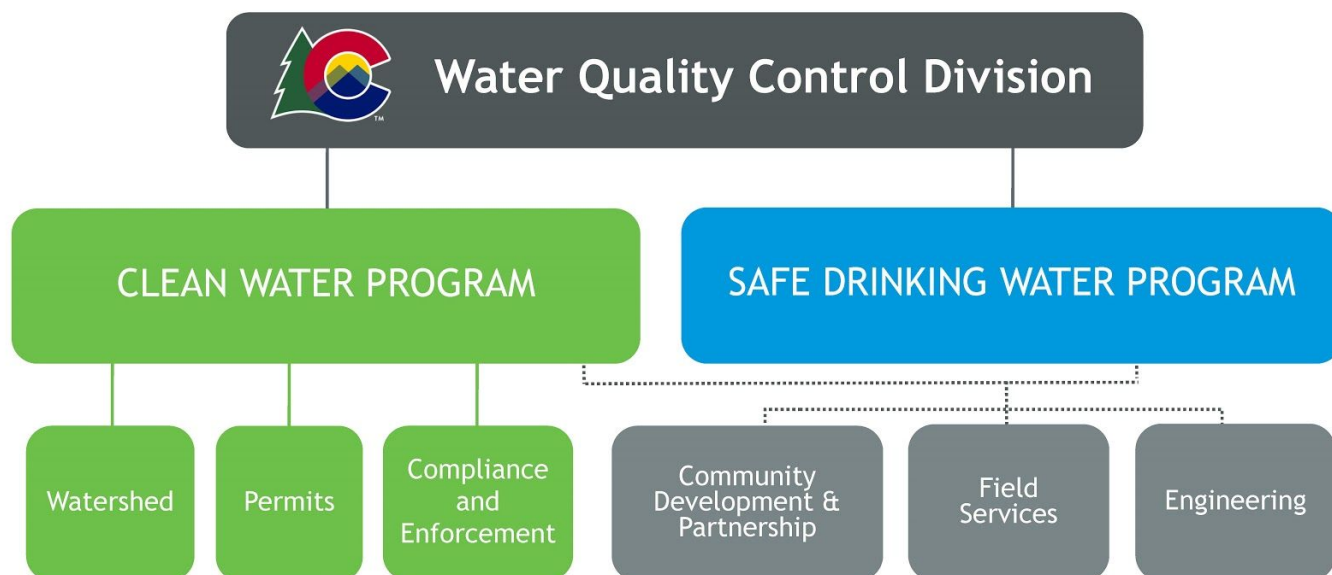 Water Quality Control Division
TM
CLEAN WATER PROGRAM
SAFE DRINKING WATER PROGRAM
Watershed
Permits
Compliance
and
Enforcement
Community
Development &
Partnership
Field
Services
Engineering